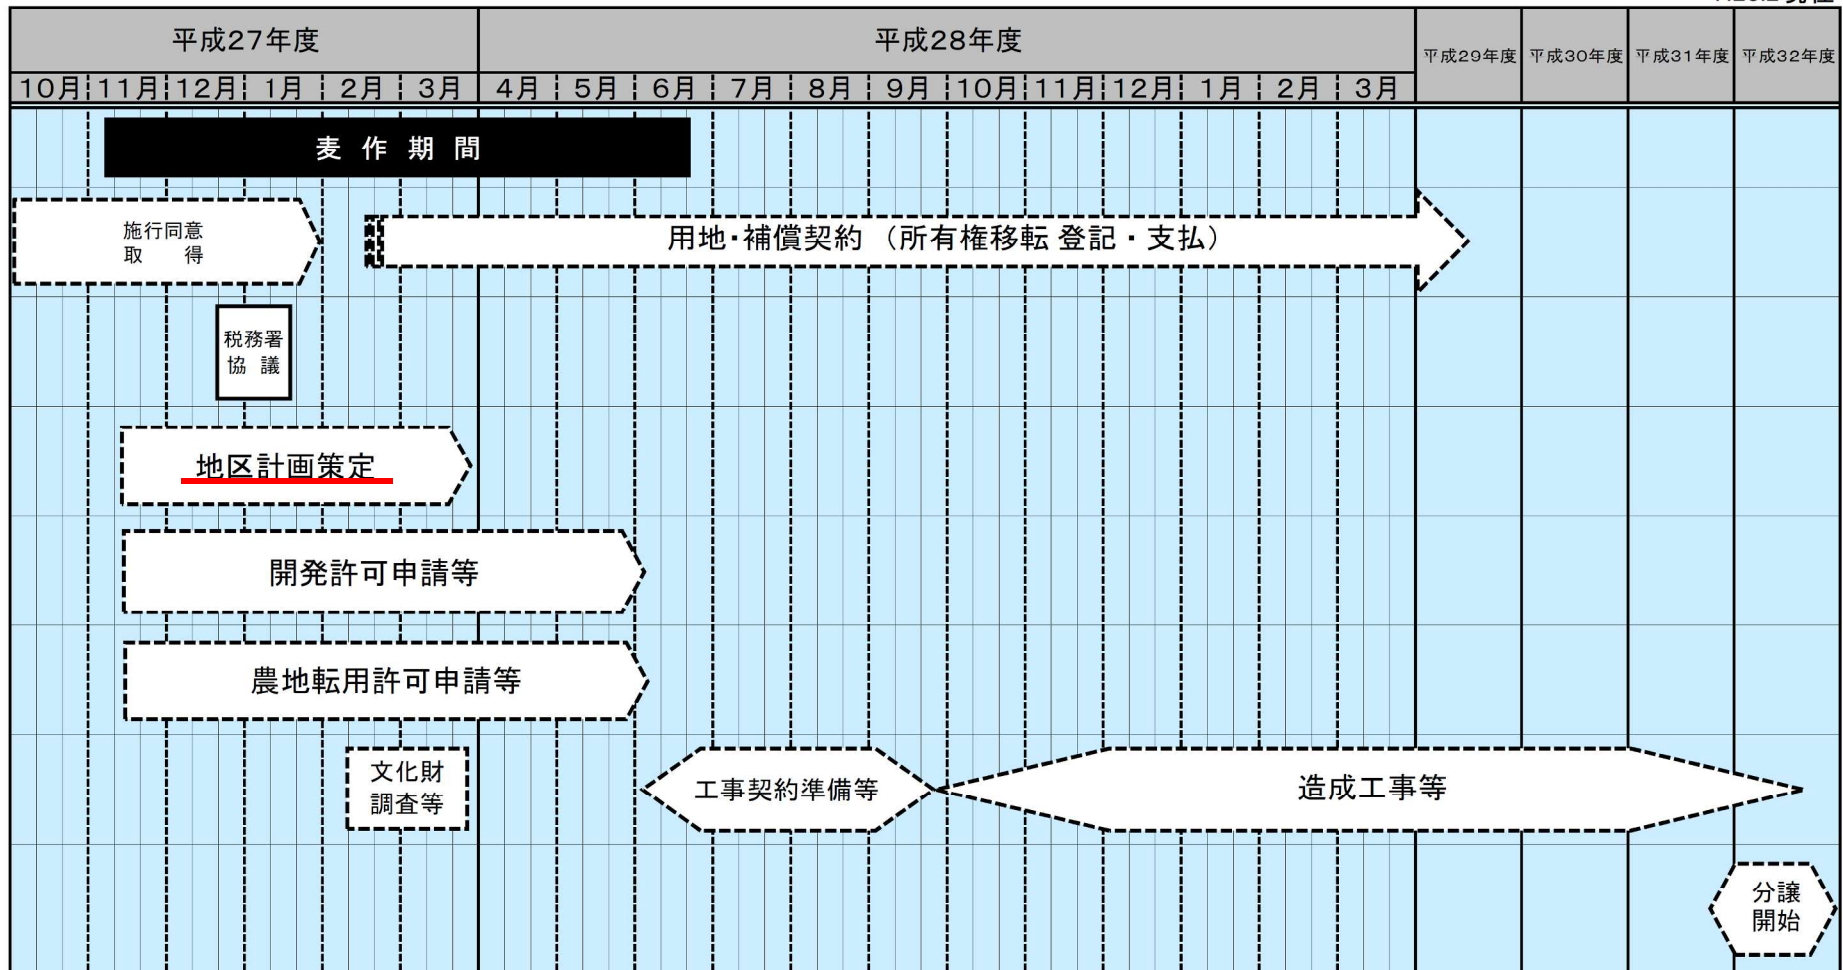 平成27年度 平成28年度 平成29年度 平成30年度 平成31年度 平成32年度
10月 11月 12月 1月 2月 3月 4月 5月 6月 7月 8月 9月 10月 11月 12月 1月 2月 3月
麦作期間
施行同意
取得
用地・補償契約 (所有権移転 登記・支払)
税務署
協議
地区計画策定
開発許可申請等
農地転用許可申請等
文化財
調査等
工事契約準備等
造成工事等
分譲
開始